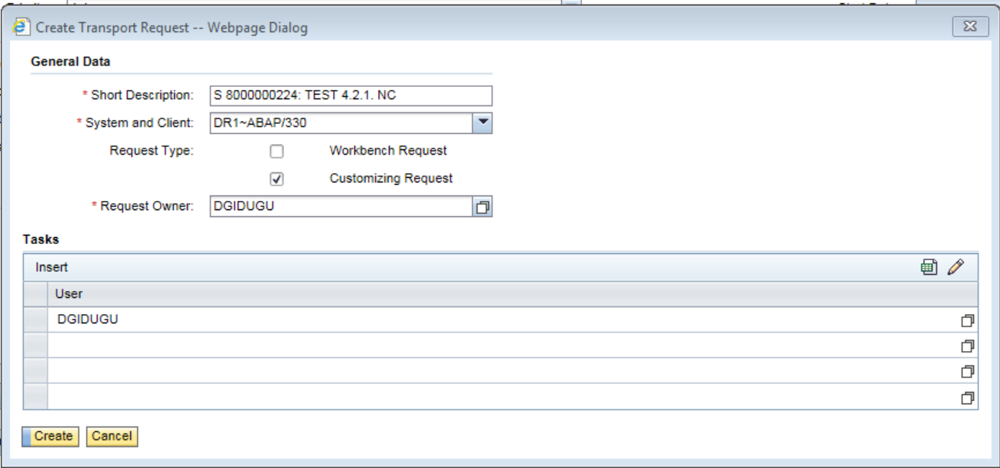 Create Transport Request -- Webpage Dialog
General Data
* Short Description: S 8000000224: TEST 4.2.1. NC
* System and Client: DR1~ABAP/330
Request Type: Workbench Request
Customizing Request
* Request Owner: DGIDUGU
Tasks
Insert
User
DGIDUGU
Create Cancel